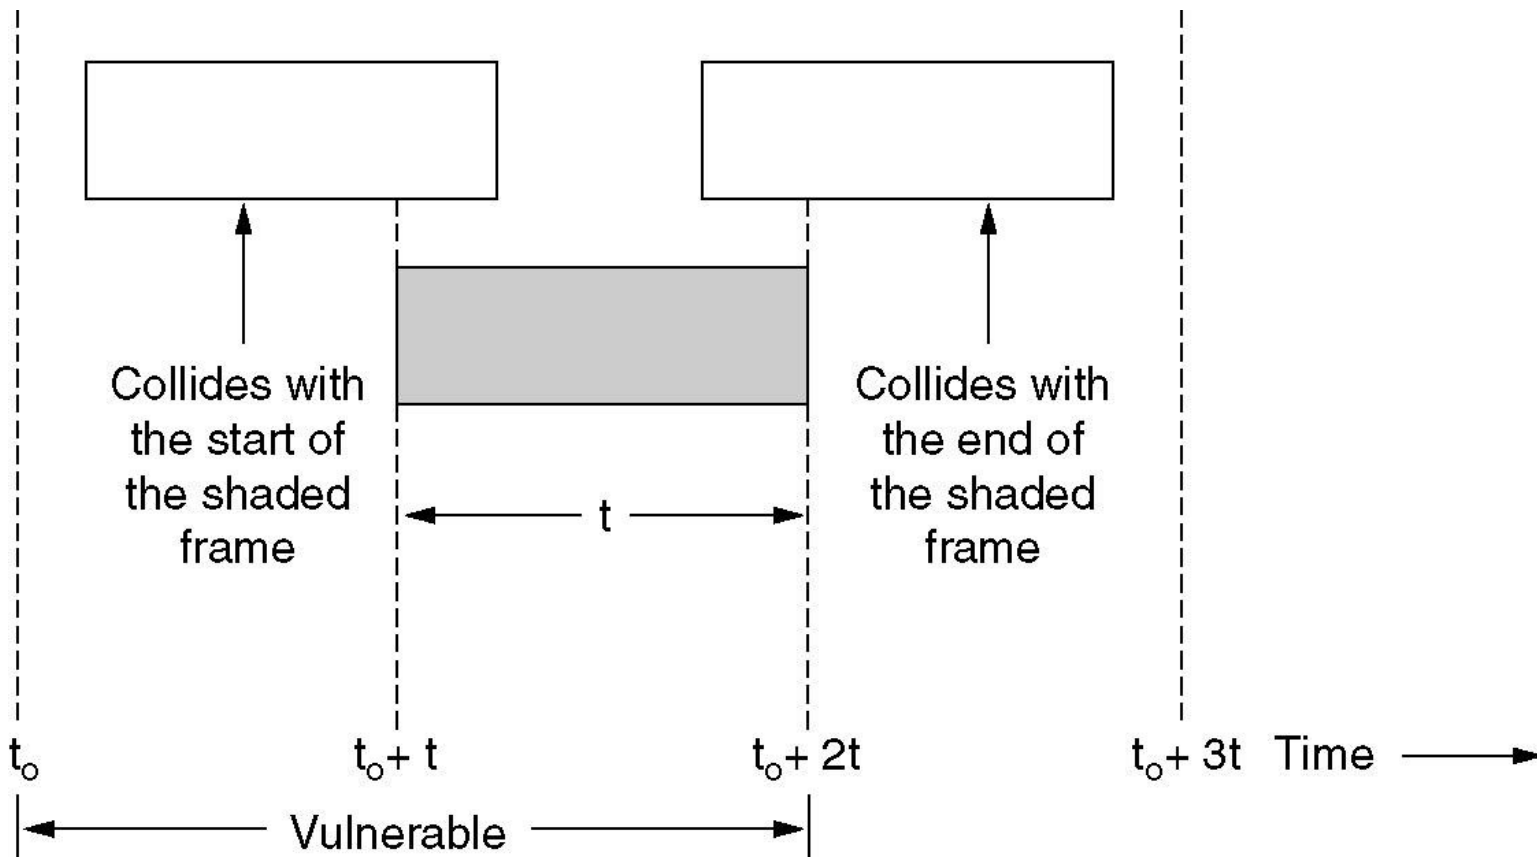 Collides with
the start of
the shaded
frame
t
Collides with
the end of
the shaded
frame
to
to+ t
to+ 2t
to+ 3t
Time
Vulnerable